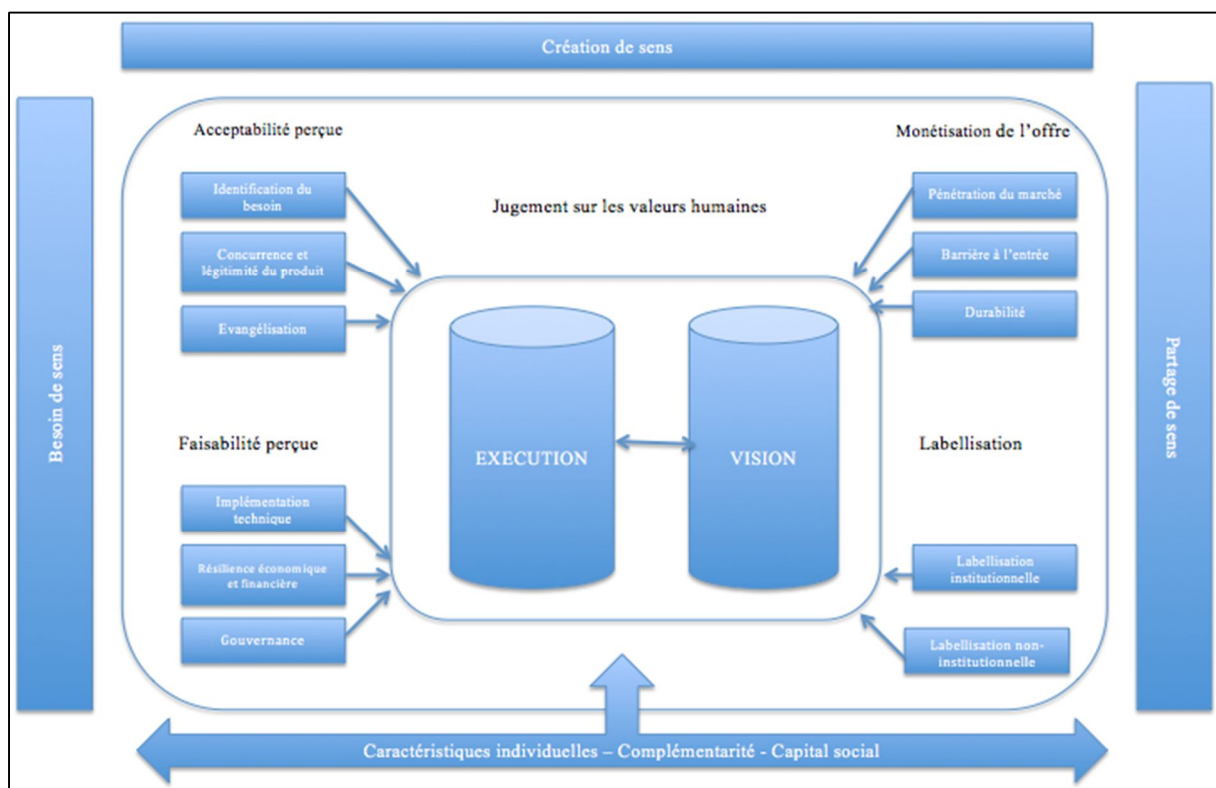 Création de sens
Besoin de sens
Acceptabilité perçue
Identification du
besoin
Concurrence et
légitimité du produit
Evangélisation
Jugement sur les valeurs humaines
Monétisation de l'offre
Pénétration du marché
Barrière à l'entrée
Durabilité
EXECUTION
VISION
Faisabilité perçue
Implémentation
technique
Résilience économique
et financière
Gouvernance
Labellisation
Labellisation
institutionnelle
Labellisation non-
institutionnelle
Partage de sens
Caractéristiques individuelles – Complémentarité - Capital social